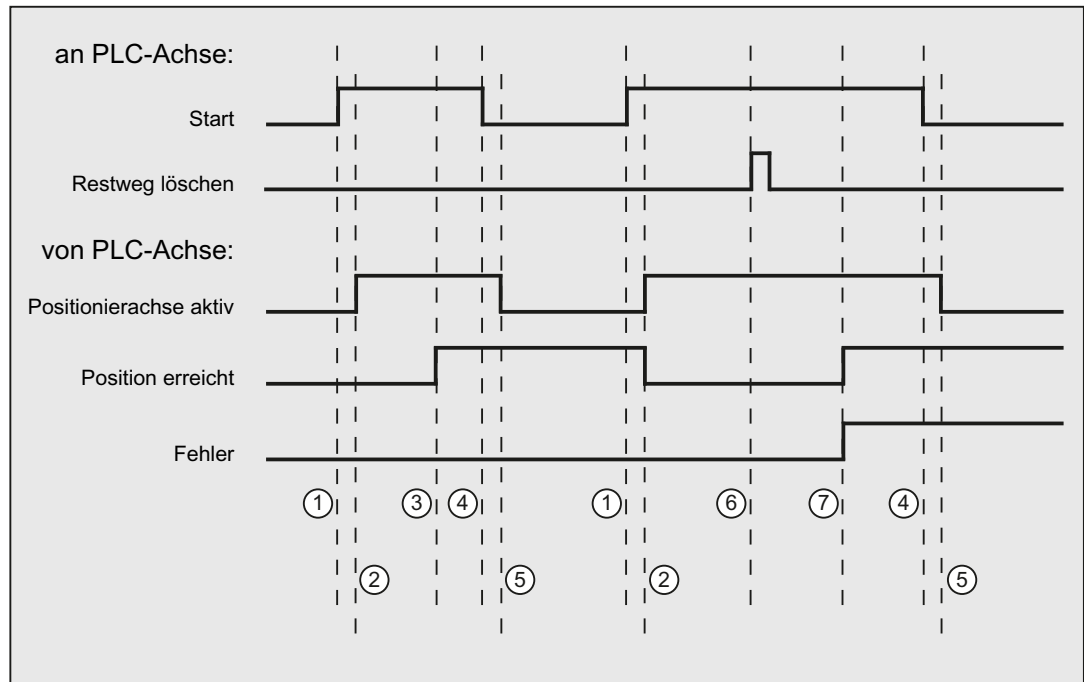 an PLC-Achse:
Start
Restweg löschen
von PLC-Achse:
Positionierachse aktiv
Position erreicht
Fehler
1 3 4 1 6 7 4
2 5 2 5